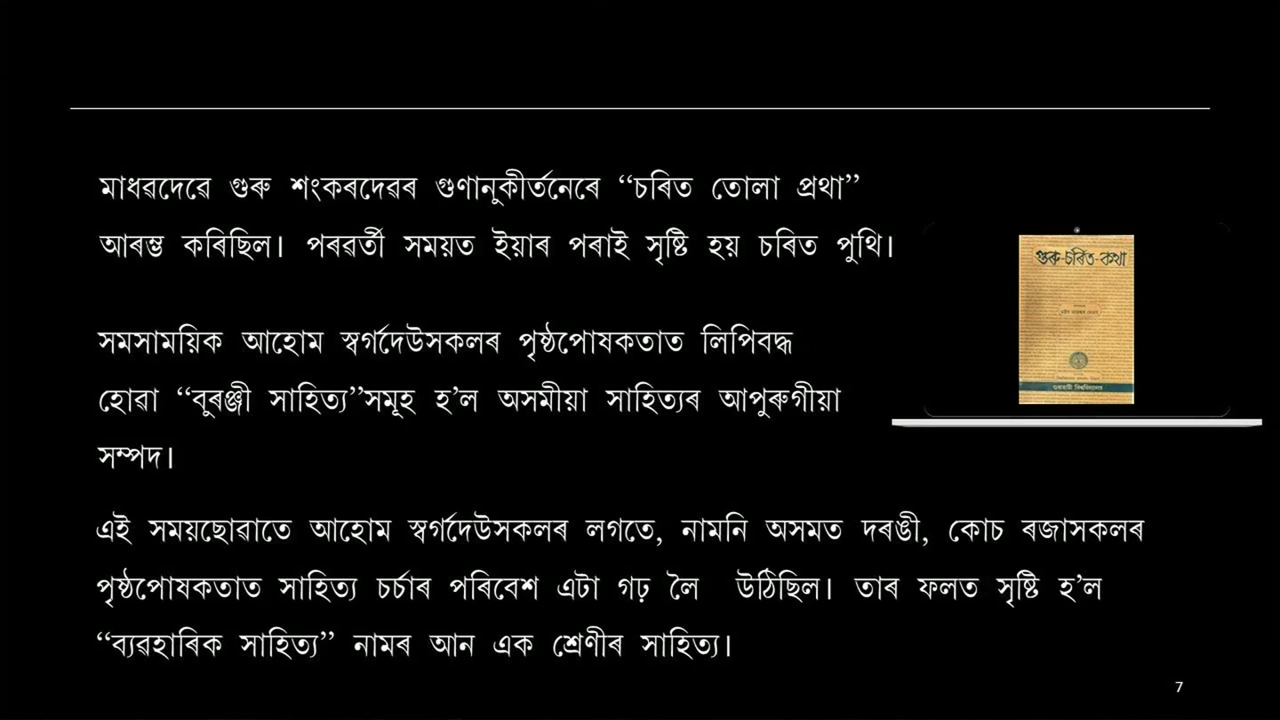 মাধৱদেৱে গুৰু শংকৰদেৱৰ গুণানুকীৰ্তনেৰে “চৰিত তোলা প্ৰথা”
আৰম্ভ কৰিছিল। পৰৱৰ্তী সময়ত ইয়াৰ পৰাই সৃষ্টি হয় চৰিত পুথি।
গুৰু-চৰিত-কথা
সমসাময়িক আহোম স্বৰ্গদেউসকলৰ পৃষ্ঠপোষকতাত লিপিবদ্ধ
হোৱা “বুৰঞ্জী সাহিত্য”সমূহ হ’ল অসমীয়া সাহিত্যৰ আপুৰুগীয়া
সম্পদ।
গুৱাহাটী বিশ্ববিদ্যালয়
এই সময়ছোৱাতে আহোম স্বৰ্গদেউসকলৰ লগতে, নামনি অসমত দৰঙী, কোচ ৰজাসকলৰ
পৃষ্ঠপোষকতাত সাহিত্য চৰ্চাৰ পৰিবেশ এটা গঢ় লৈ উঠিছিল। তাৰ ফলত সৃষ্টি হ’ল
“ব্যৱহাৰিক সাহিত্য” নামৰ আন এক শ্ৰেণীৰ সাহিত্য।
7